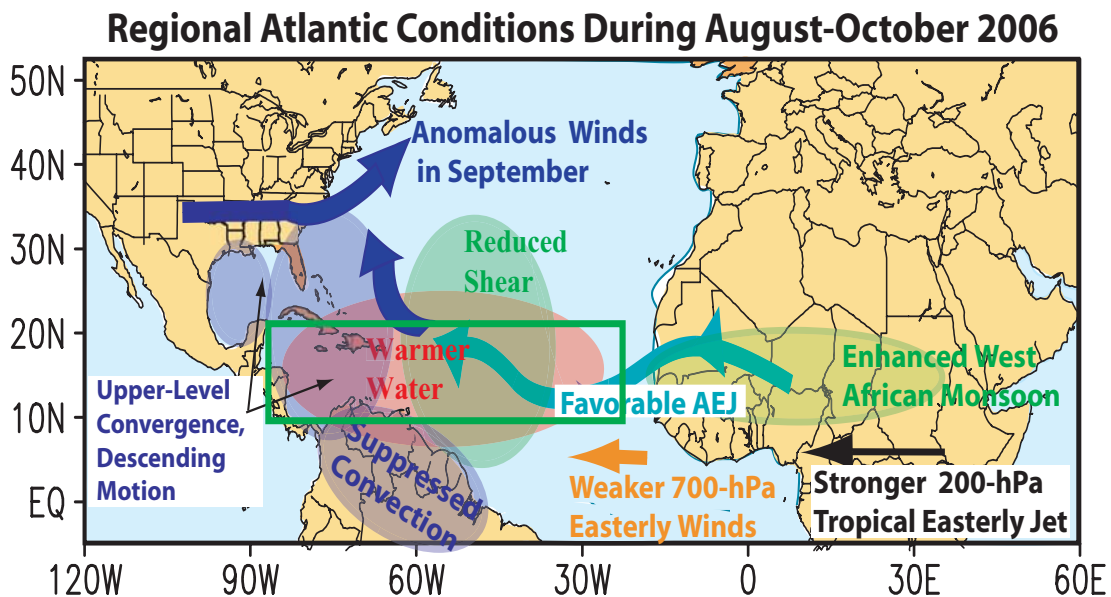 Regional Atlantic Conditions During August-October 2006
50N
40N
30N
20N
10N
EQ
Anomalous Winds
in September
Reduced
Shear
Warmer
Water
Enhanced West
African Monsoon
Favorable AEJ
Upper-Level
Convergence,
Descending
Motion
Suppressed
Convection
Weaker 700-hPa
Easterly Winds
Stronger 200-hPa
Tropical Easterly Jet
120W
90W
60W
30W
0
30E
60E